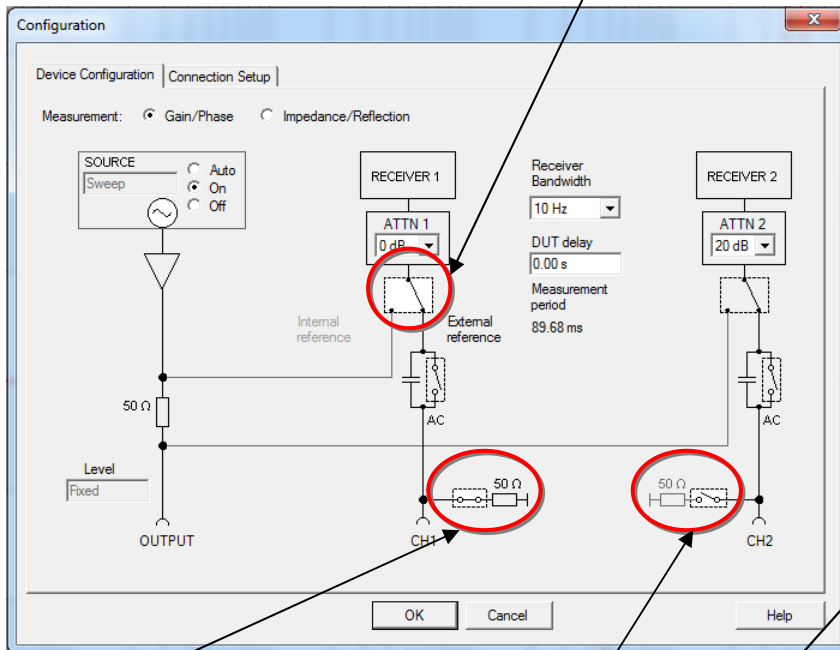 Configuration
Device Configuration
Connection Setup
Measurement:
Gain/Phase
Impedance/Reflection
SOURCE
Sweep
Auto
On
Off
RECEIVER 1
ATTN 1
0 dB
Receiver
Bandwidth
10 Hz
DUT delay
0.00 s
Measurement
period
89.68 ms
RECEIVER 2
ATTN 2
20 dB
Internal
reference
External
reference
50 Ω
AC
AC
Level
Fixed
50 Ω
50 Ω
OUTPUT
CH1
CH2
OK
Cancel
Help